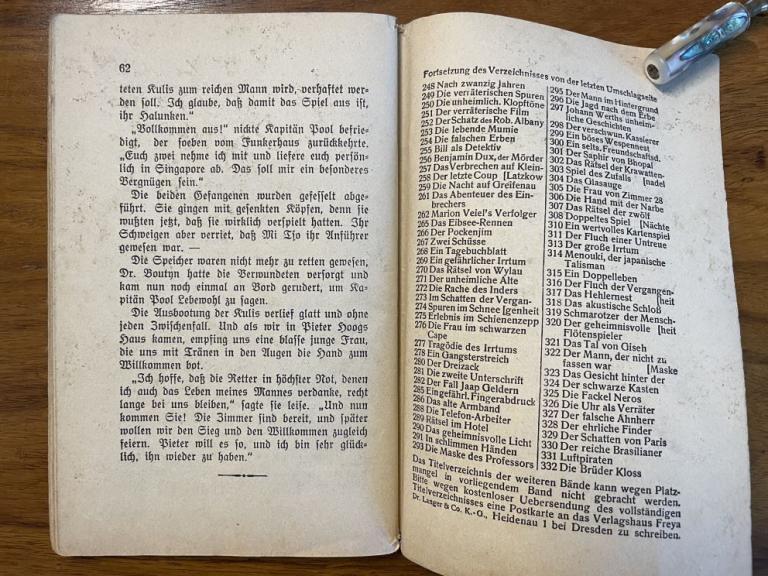 62
teten Kulis zum reichen Mann wird, verhaftet wer-
den soll. Ich glaube, daß damit das Spiel aus ist,
ihr Halunken.“
„Vollkommen aus!“ nickte Kapitän Pool befrie-
digt, der soeben vom Funkerhaus zurückkehrte.
„Euch zwei nehme ich mit und liefere euch persön-
lich in Singapore ab. Das soll mir ein besonderes
Vergnügen sein.“
Die beiden Gefangenen wurden gefesselt abge-
führt. Sie gingen mit gesenkten Köpfen, denn sie
wußten jetzt, daß sie wirklich verspielt hatten. Ihr
Schweigen aber verriet, daß Mi Tso ihr Anführer
gewesen war. —
Die Speicher waren nicht mehr zu retten gewesen,
Dr. Boutyn hatte die Verwundeten versorgt und
kam nun noch einmal an Bord gerudert, um Ka-
pitän Pool Lebewohl zu sagen.
Die Ausbootung der Kulis verlief glatt und ohne
jeden Zwischenfall. Und als wir in Pieter Hoogs
Haus kamen, empfing uns eine blasse junge Frau,
die uns mit Tränen in den Augen die Hand zum
Willkommen bot.
„Ich hoffe, daß die Retter in höchster Not, denen
ich auch das Leben meines Mannes verdanke, recht
lange bei uns bleiben,“ sagte sie leise. „Und nun
kommen Sie! Die Zimmer sind bereit, und später
wollen wir den Sieg und den Willkommen zugleich
feiern. Pieter will es so, und ich bin sehr glück-
lich, ihn wieder zu haben.“
Fortsetzung des Verzeichnisses von der letzten Umschlagseite
248 Nach zwanzig Jahren
249 Die verräterischen Spuren
250 Die unheimlich. Klopftöne
251 Der verräterische Film
252 Der Schatz des Rob. Albany
253 Die lebende Mumie
254 Die falschen Erben
255 Bill als Detektiv
256 Benjamin Dux, der Mörder
257 Das Verbrechen auf Klein-
258 Der letzte Coup [Latzkow
259 Die Nacht auf Greifenau
261 Das Abenteuer des Ein-
brechers
262 Marion Veiel's Verfolger
265 Das Eibsee-Rennen
266 Der Pockenjim
267 Zwei Schüsse
268 Ein Tagebuchblatt
269 Ein gefährlicher Irrtum
270 Das Rätsel von Wylau
271 Der unheimliche Alte
272 Die Rache des Inders
273 Im Schatten der Vergan-
274 Spuren im Schnee [genheit
275 Erlebnis im Schienenzepp
276 Die Frau im schwarzen
Cape
277 Tragödie des Irrtums
278 Ein Gangsterstreich
280 Der Dreizack
281 Die zweite Unterschrift
282 Der Fall Jaap Geldern
285 Eingeführl. Fingerabdruck
286 Das alte Armband
288 Die Telefon-Arbeiter
289 Rätsel im Hotel
290 Das geheimnisvolle Licht
291 In schlimmen Händen
293 Die Maske des Professors
295 Der Mann im Hintergrund
296 Die Jagd nach dem Erbe
297 Johann Werths unheim-
liche Geschichten
298 Der verschwun. Kassierer
299 Ein böses Wespennest
300 Ein selts. Freundschaftsd.
301 Der Saphir von Bhopal
302 Das Rätsel der Krawatten-
303 Spiel des Zufalls [nadel
304 Das Glasauge
305 Die Frau von Zimmer 28
306 Die Hand mit der Narbe
307 Das Rätsel der zwölf
308 Doppeltes Spiel [Nächte
310 Ein wertvolles Kartenspiel
311 Der Fluch einer Untreue
313 Der große Irrtum
314 Menouki, der japanische
Talisman
315 Ein Doppelleben
316 Der Fluch der Vergangen-
317 Das Hehlernest [heit
318 Das akustische Schloß
319 Schmarotzer der Mensch-
320 Der geheimnisvolle [heit
Flötenspieler
321 Das Tal von Giseh
322 Der Mann, der nicht zu
fassen war [Maske
323 Das Gesicht hinter der
324 Der schwarze Kasten
325 Die Fackel Neros
326 Die Uhr als Verräter
327 Der falsche Ahnherr
328 Der ehrliche Finder
329 Der Schatten von Paris
330 Der reiche Brasilianer
331 Luftpiraten
332 Die Brüder Kloss
Das Titelverzeichnis der weiteren Bände kann wegen Platz-
mangel in vorliegendem Band nicht gebracht werden.
Bitte wegen kostenloser Uebersendung des vollständigen
Titelverzeichnisses eine Postkarte an das Verlagshaus Freya
Dr. Langer & Co. K.-G., Heidenau 1 bei Dresden zu schreiben.